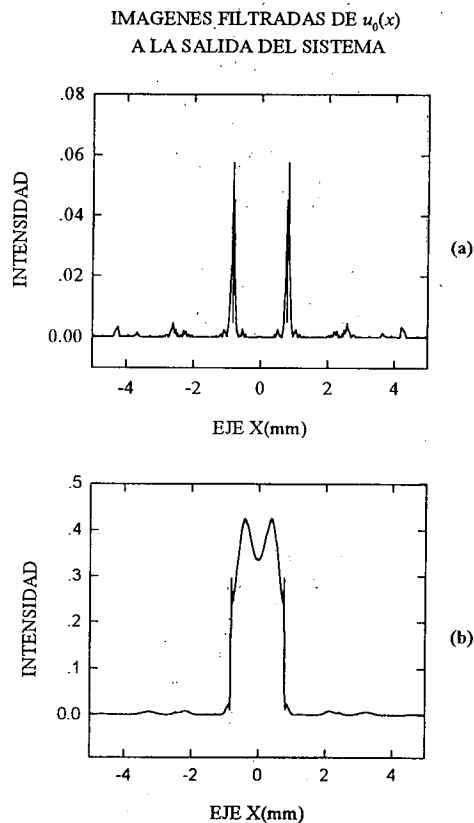 IMAGENES FILTRADAS DE u₀(x)
A LA SALIDA DEL SISTEMA
.08
.06
.04
.02
0.00
INTENSIDAD
(a)
-4 -2 0 2 4
EJE X(mm)
.5
.4
.3
.2
.1
0.0
INTENSIDAD
(b)
-4 -2 0 2 4
EJE X(mm)